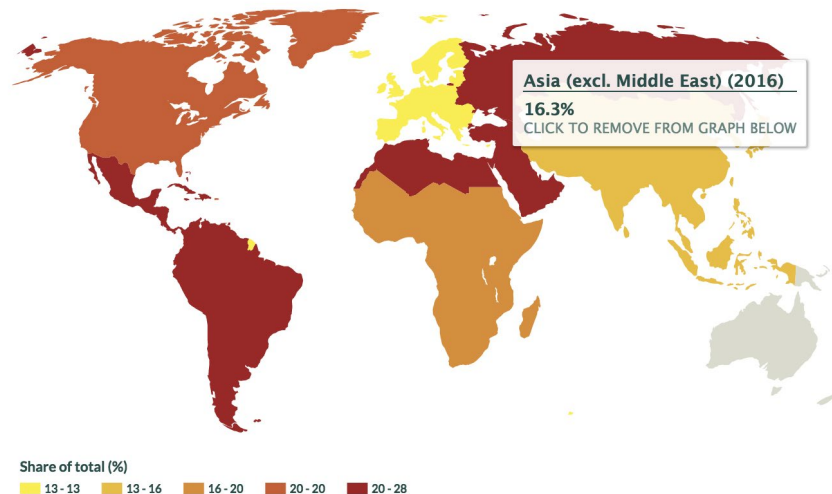 Asia (excl. Middle East) (2016)
16.3%
CLICK TO REMOVE FROM GRAPH BELOW
Share of total (%)
13 - 13 13 - 16 16 - 20 20 - 20 20 - 28